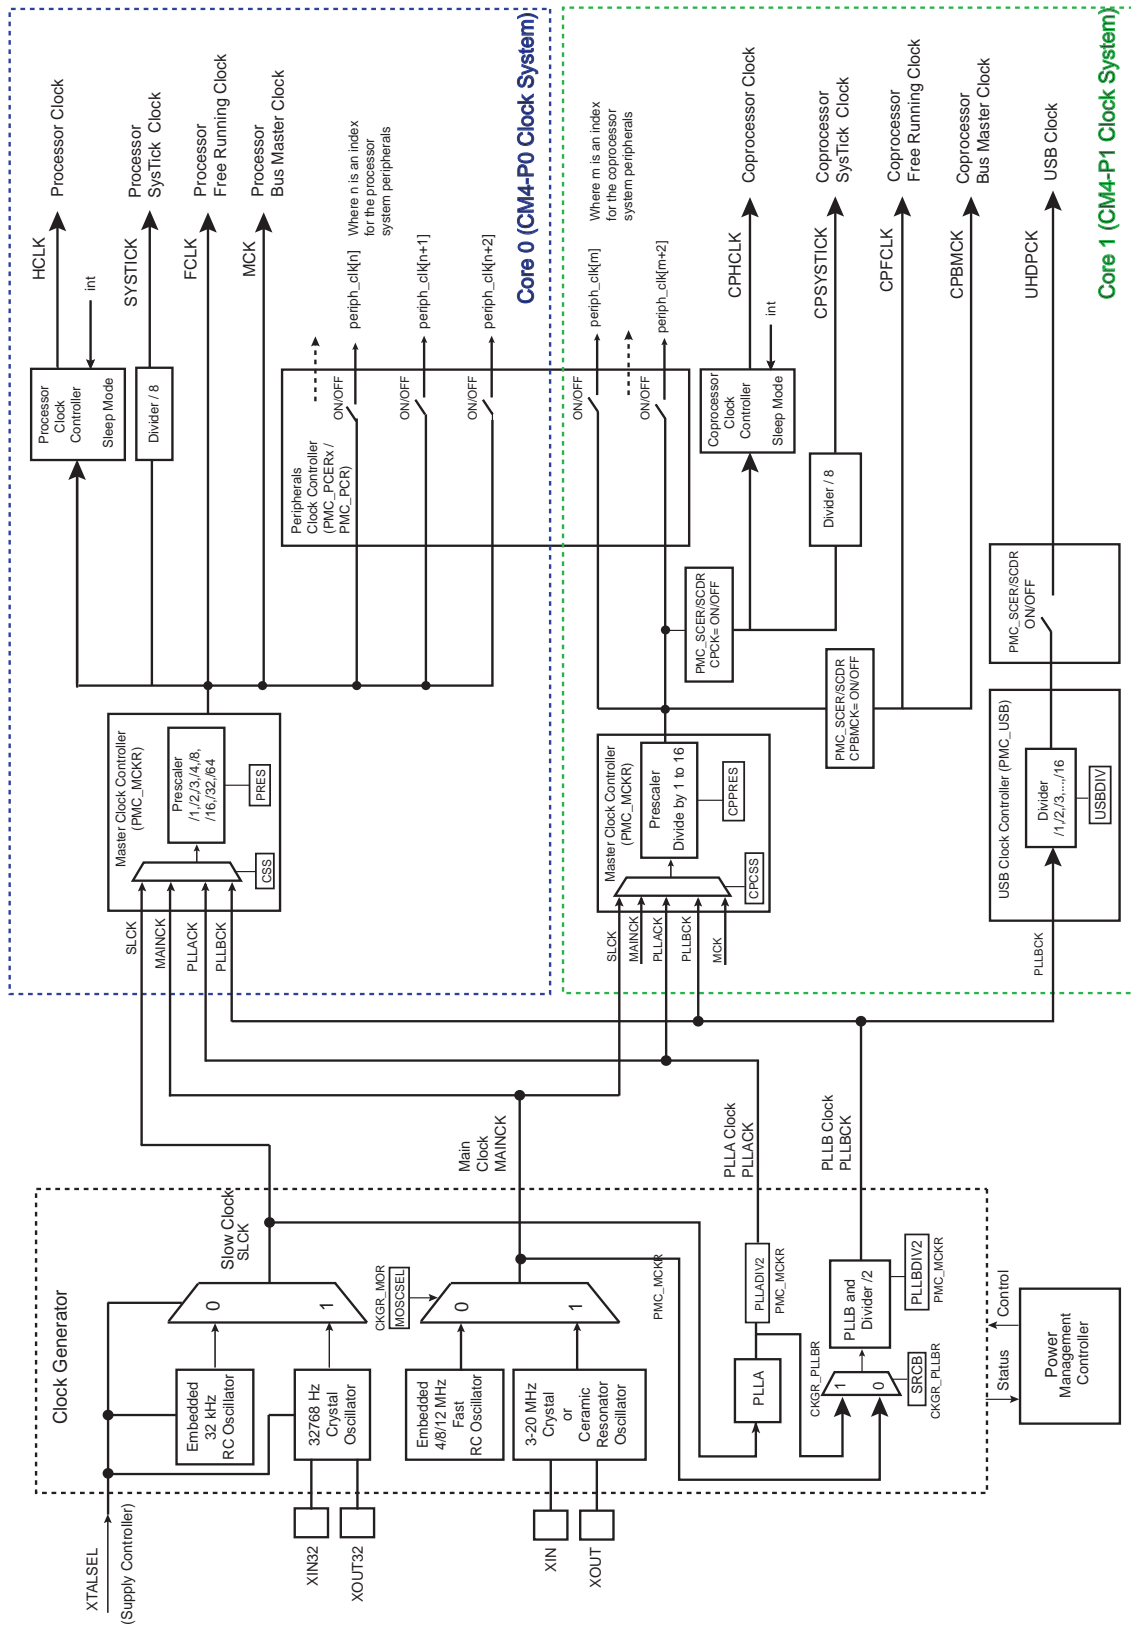 Clock Generator
XTALSEL
(Supply Controller)
XIN32
XOUT32
XIN
XOUT
Embedded
32 kHz
RC Oscillator
32768 Hz
Crystal
Oscillator
Embedded
4/8/12 MHz
Fast
RC Oscillator
3-20 MHz
Crystal
or
Ceramic
Resonator
Oscillator
0
1
Slow Clock
SLCK
CKGR_MOR
MOSCSEL
0
1
Main
Clock
MAINCK
PMC_MCKR
PLLA
PLLADIV2
PMC_MCKR
PLLA Clock
PLLACK
CKGR_PLLBR
1
0
SRCB
CKGR_PLLBR
PLLB and
Divider /2
PLLBDIV2
PMC_MCKR
PLLB Clock
PLLBCK
Status
Control
Power
Management
Controller
SLCK
MAINCK
PLLACK
PLLBCK
Master Clock Controller
(PMC_MCKR)
CSS
Prescaler
/1,/2,/3,/4,/8,
/16,/32,/64
PRES
Processor
Clock
Controller
Sleep Mode
int
HCLK
Processor Clock
Divider / 8
SYSTICK
Processor
SysTick Clock
FCLK
Processor
Free Running Clock
MCK
Processor
Bus Master Clock
Peripherals
Clock Controller
(PMC_PCERx /
PMC_PCR)
ON/OFF
periph_clk[n]
Where n is an index
for the processor
system peripherals
ON/OFF
periph_clk[n+1]
ON/OFF
periph_clk[n+2]
Core 0 (CM4-P0 Clock System)
SLCK
MAINCK
PLLACK
PLLBCK
MCK
Master Clock Controller
(PMC_MCKR)
CPCSS
Prescaler
Divide by 1 to 16
CPPRES
ON/OFF
periph_clk[m]
Where m is an index
for the coprocessor
system peripherals
ON/OFF
periph_clk[m+2]
PMC_SCER/SCDR
CPCK= ON/OFF
Coprocessor
Clock
Controller
Sleep Mode
int
CPHCLK
Coprocessor Clock
Divider / 8
CPSYSTICK
Coprocessor
SysTick Clock
PMC_SCER/SCDR
CPBMCK= ON/OFF
CPFCLK
Coprocessor
Free Running Clock
CPBMCK
Coprocessor
Bus Master Clock
PLLBCK
USB Clock Controller (PMC_USB)
Divider
/1,/2,/3,.../16
USBDIV
PMC_SCER/SCDR
ON/OFF
UHDPCK
USB Clock
Core 1 (CM4-P1 Clock System)